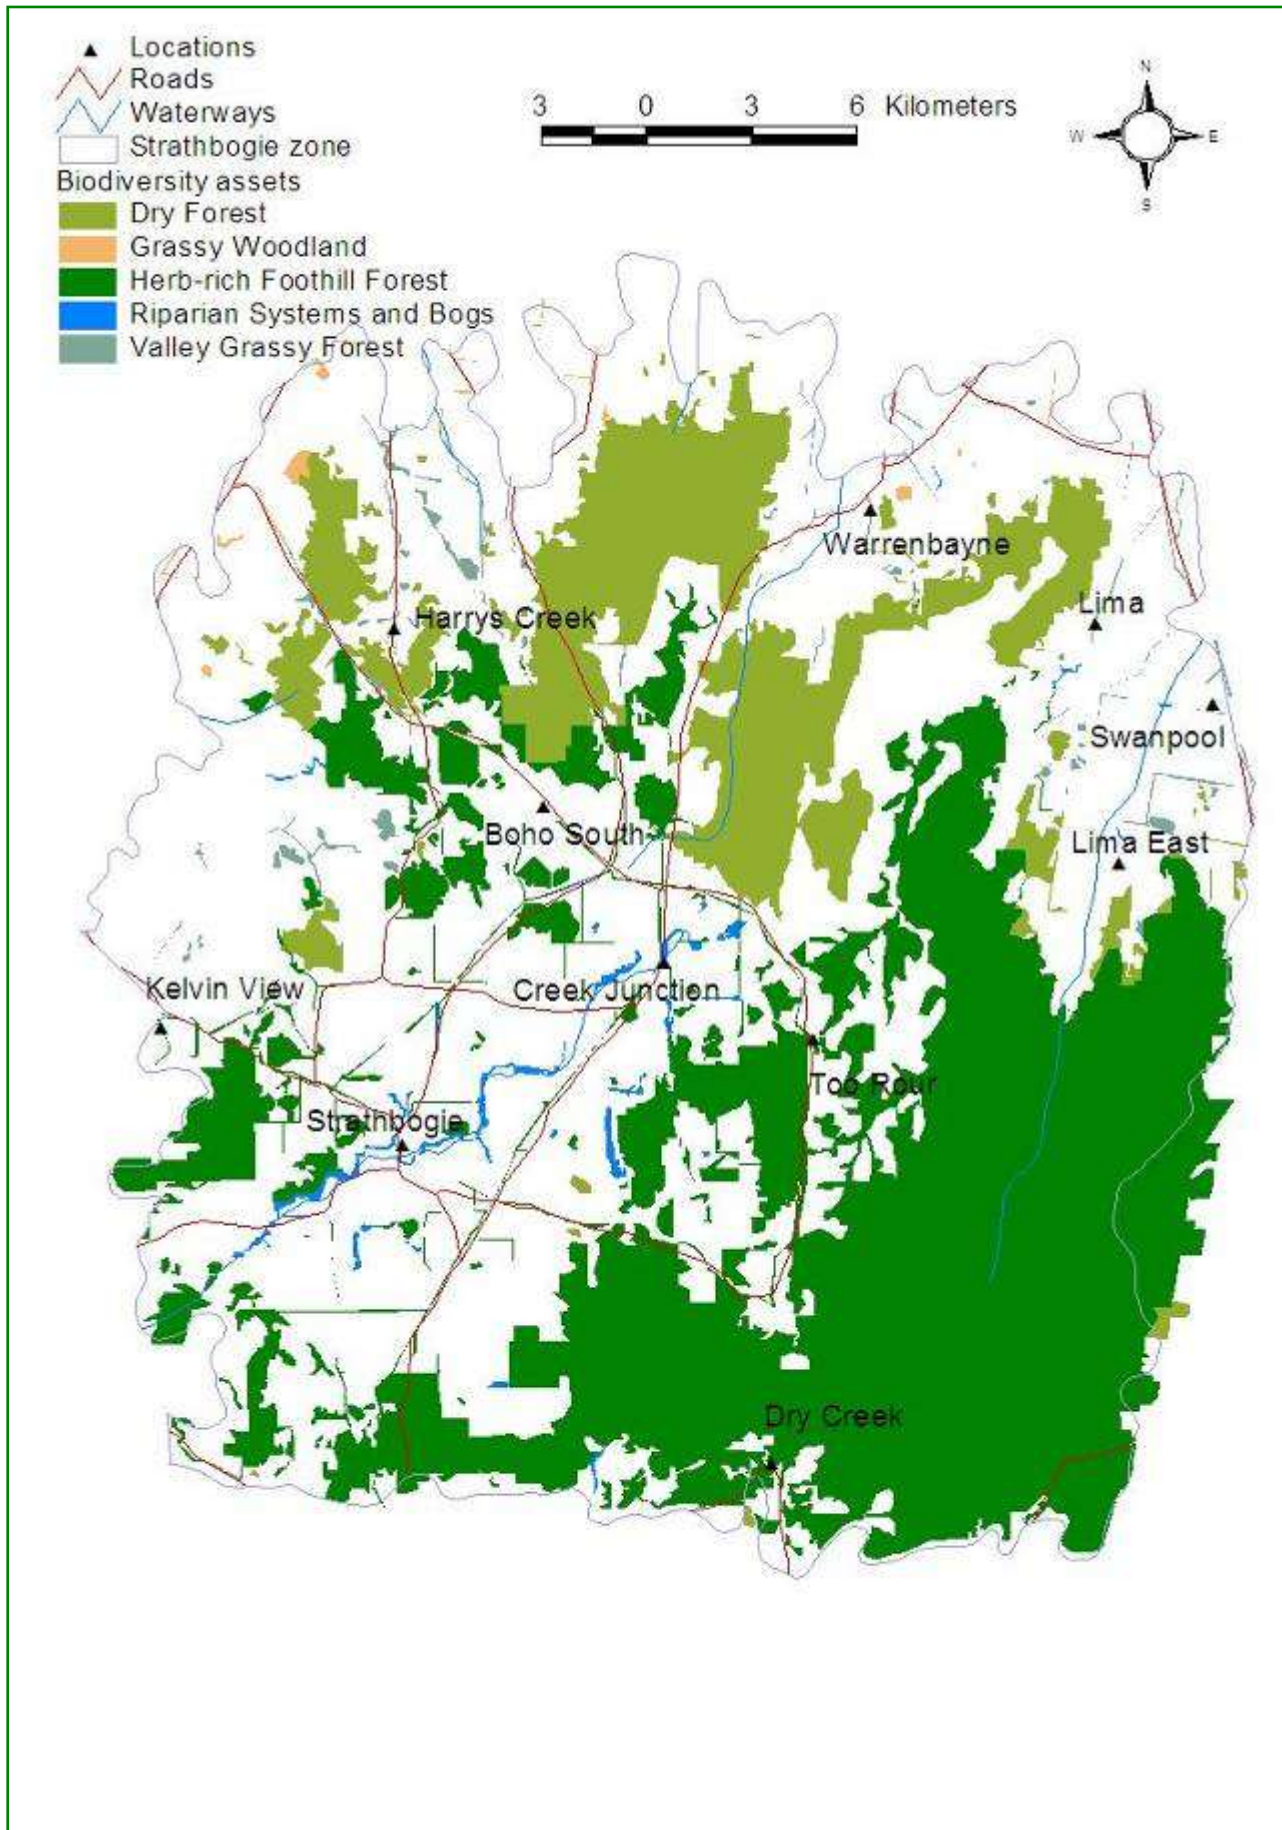 Locations
Roads
Waterways
Strathbogie zone
Biodiversity assets
Dry Forest
Grassy Woodland
Herb-rich Foothill Forest
Riparian Systems and Bogs
Valley Grassy Forest
3 0 3 6 Kilometers
N
W E
S
Warrenbayne
Lima
Harrys Creek
Swanpool
Boho South
Lima East
Kelvin View
Creek Junction
Too Rour
Strathbogie
Dry Creek